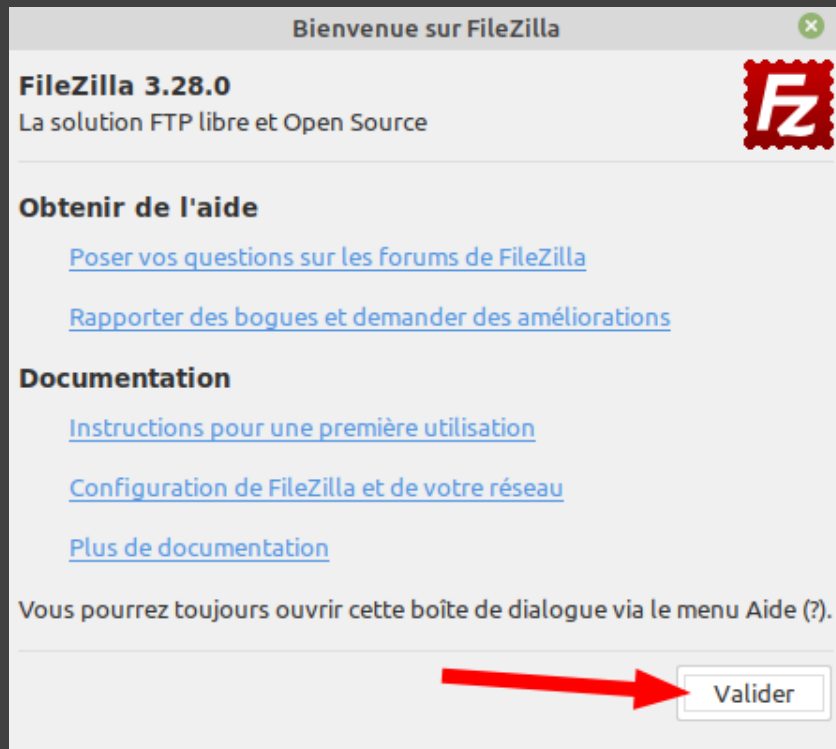 Bienvenue sur FileZilla
FileZilla 3.28.0
La solution FTP libre et Open Source
Fz
Obtenir de l'aide
Poser vos questions sur les forums de FileZilla
Rapporter des bogues et demander des améliorations
Documentation
Instructions pour une première utilisation
Configuration de FileZilla et de votre réseau
Plus de documentation
Vous pourrez toujours ouvrir cette boîte de dialogue via le menu Aide (?).
Valider